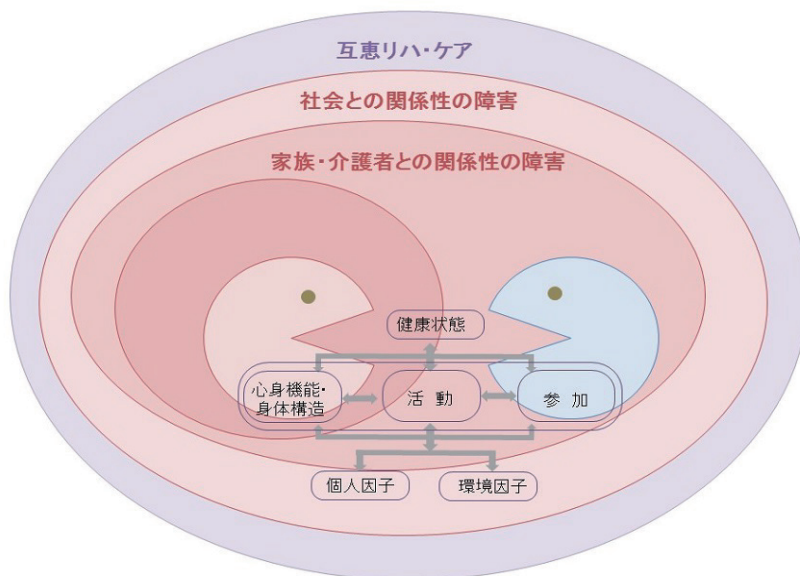 互恵リハ・ケア
社会との関係性の障害
家族・介護者との関係性の障害
健康状態
心身機能・
身体構造
活動
参加
個人因子
環境因子